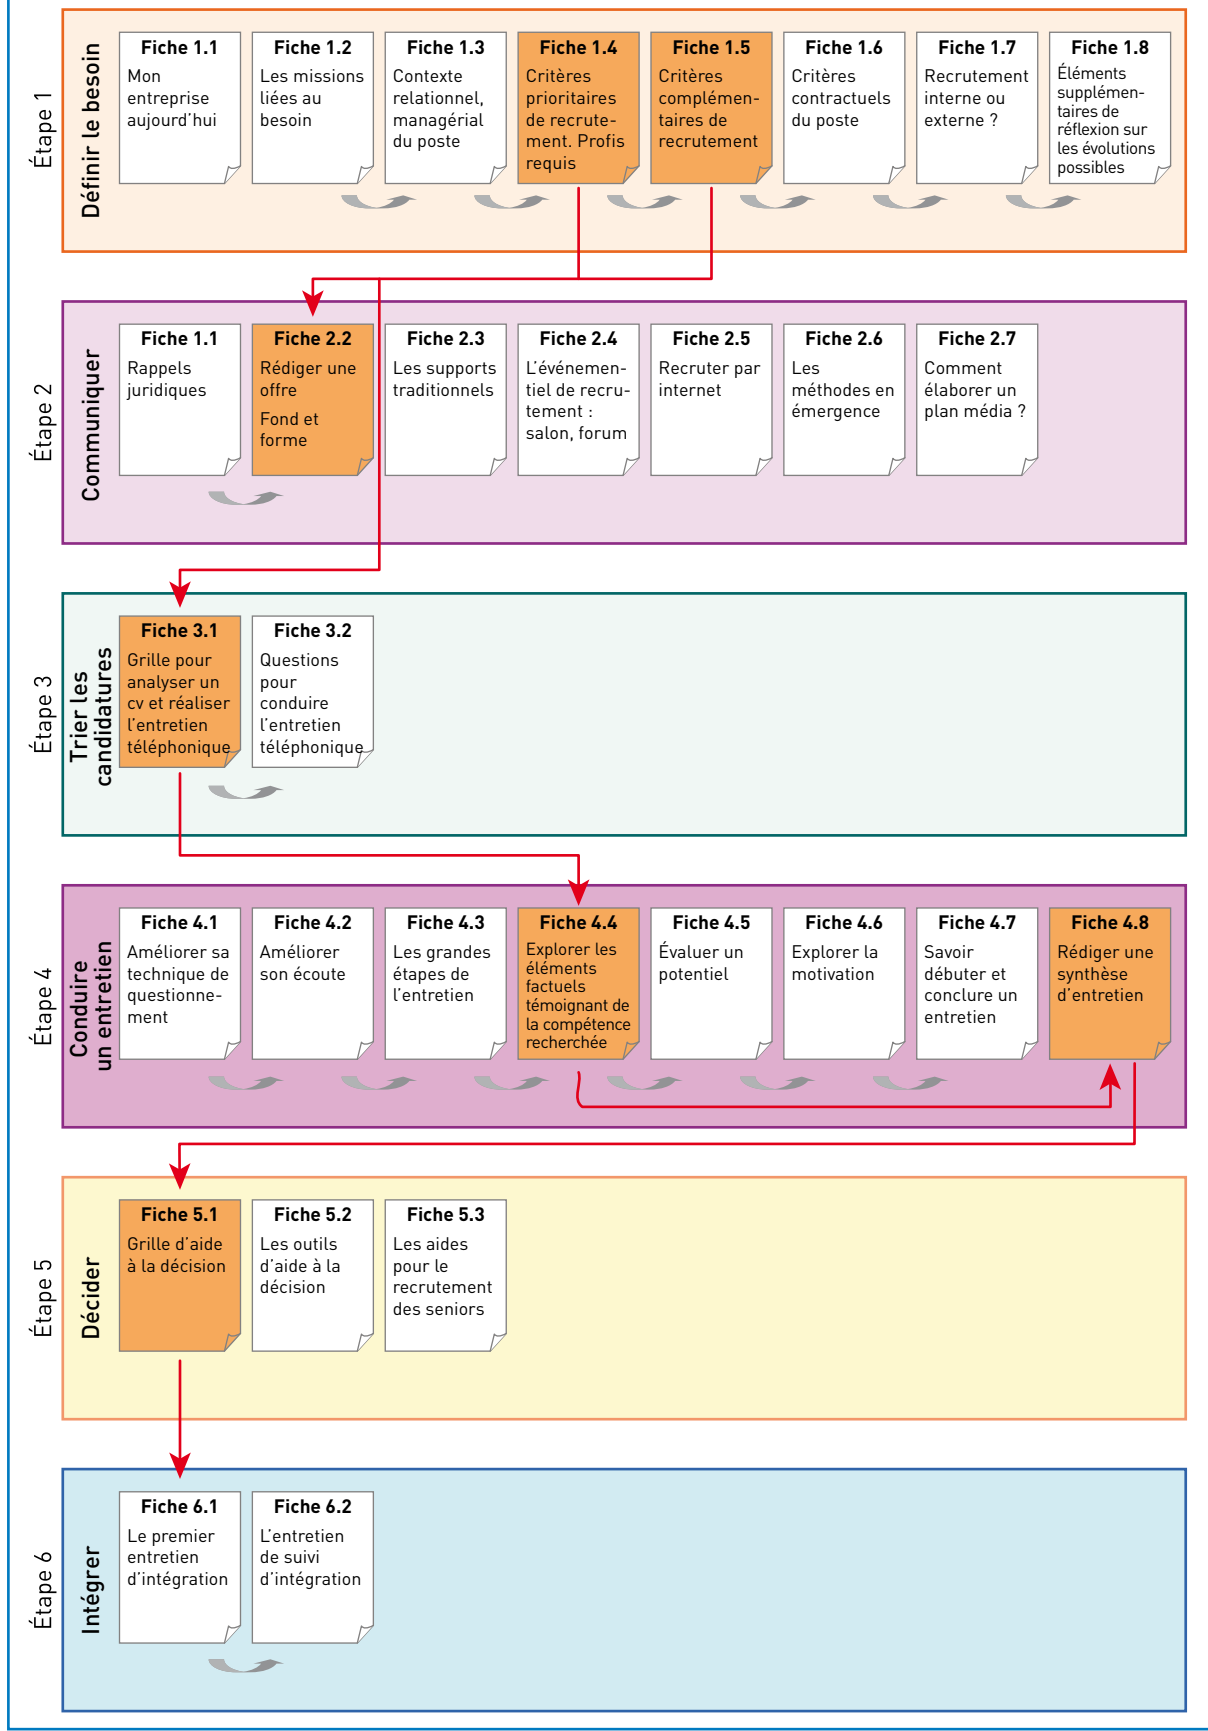 Étape 1
Définir le besoin
Fiche 1.1
Mon
entreprise
aujourd'hui
Fiche 1.2
Les missions
liées au
besoin
Fiche 1.3
Contexte
relationnel,
managérial
du poste
Fiche 1.4
Critères
prioritaires
de recrute-
ment. Profis
requis
Fiche 1.5
Critères
complémen-
taires de
recrutement
Fiche 1.6
Critères
contractuels
du poste
Fiche 1.7
Recrutement
interne ou
externe ?
Fiche 1.8
Éléments
supplémen-
taires de
réflexion sur
les évolutions
possibles
Étape 2
Communiquer
Fiche 1.1
Rappels
juridiques
Fiche 2.2
Rédiger une
offre
Fond et
forme
Fiche 2.3
Les supports
traditionnels
Fiche 2.4
L'événemen-
tiel de recru-
tement :
salon, forum
Fiche 2.5
Recruter par
internet
Fiche 2.6
Les
méthodes en
émergence
Fiche 2.7
Comment
élaborer un
plan média ?
Étape 3
Trier les
candidatures
Fiche 3.1
Grille pour
analyser un
cv et réaliser
l'entretien
téléphonique
Fiche 3.2
Questions
pour
conduire
l'entretien
téléphonique
Étape 4
Conduire
un entretien
Fiche 4.1
Améliorer sa
technique de
questionne-
ment
Fiche 4.2
Améliorer
son écoute
Fiche 4.3
Les grandes
étapes de
l'entretien
Fiche 4.4
Explorer les
éléments
factuels
témoignant de
la compétence
recherchée
Fiche 4.5
Évaluer un
potentiel
Fiche 4.6
Explorer la
motivation
Fiche 4.7
Savoir
débuter et
conclure un
entretien
Fiche 4.8
Rédiger une
synthèse
d'entretien
Étape 5
Décider
Fiche 5.1
Grille d'aide
à la décision
Fiche 5.2
Les outils
d'aide à la
décision
Fiche 5.3
Les aides
pour le
recrutement
des seniors
Étape 6
Intégrer
Fiche 6.1
Le premier
entretien
d'intégration
Fiche 6.2
L'entretien
de suivi
d'intégration